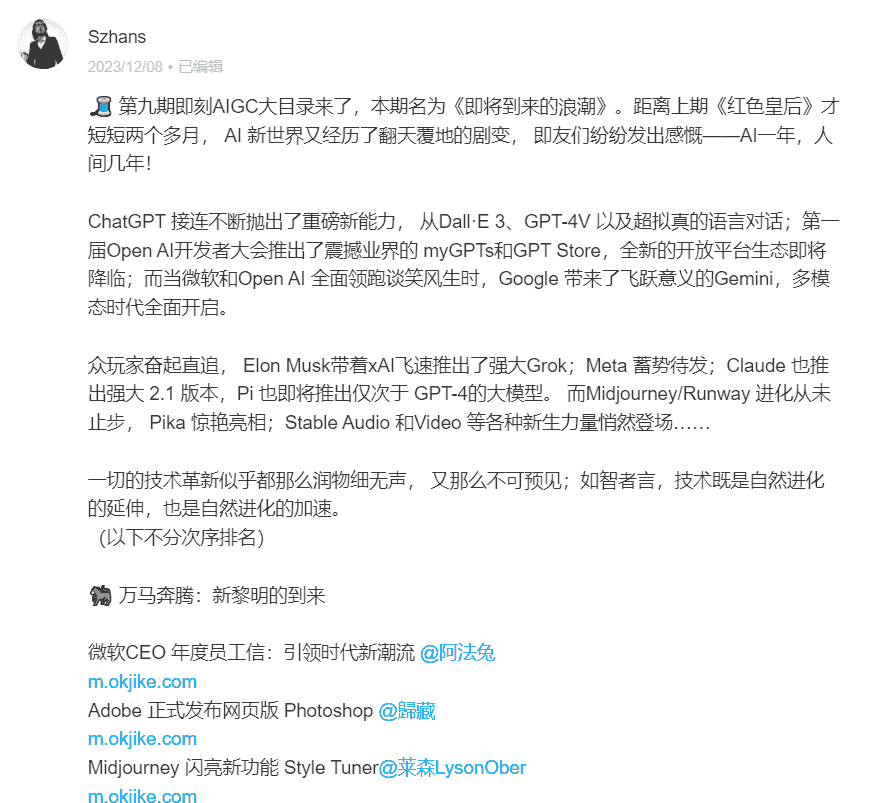 Szhans
2023/12/08 • 已编辑
🧵 第九期即刻AIGC大目录来了，本期名为《即将到来的浪潮》。距离上期《红色皇后》才
短短两个多月， AI 新世界又经历了翻天覆地的剧变， 即友们纷纷发出感慨——AI一年，人
间几年！
ChatGPT 接连不断抛出了重磅新能力， 从Dall·E 3、GPT-4V 以及超拟真的语言对话；第一
届Open AI开发者大会推出了震撼业界的 myGPTs和GPT Store，全新的开放平台生态即将
降临；而当微软和Open AI 全面领跑谈笑风生时，Google 带来了飞跃意义的Gemini，多模
态时代全面开启。
众玩家奋起直追， Elon Musk带着xAI飞速推出了强大Grok；Meta 蓄势待发；Claude 也推
出强大 2.1 版本，Pi 也即将推出仅次于 GPT-4的大模型。 而Midjourney/Runway 进化从未
止步， Pika 惊艳亮相；Stable Audio 和Video 等各种新生力量悄然登场……
一切的技术革新似乎都那么润物细无声， 又那么不可预见；如智者言，技术既是自然进化
的延伸，也是自然进化的加速。
（以下不分次序排名）
🐎 万马奔腾：新黎明的到来
微软CEO 年度员工信：引领时代新潮流 @阿法兔
m.okjike.com
Adobe 正式发布网页版 Photoshop @歸藏
m.okjike.com
Midjourney 闪亮新功能 Style Tuner@莱森LysonOber
m.okjike.com